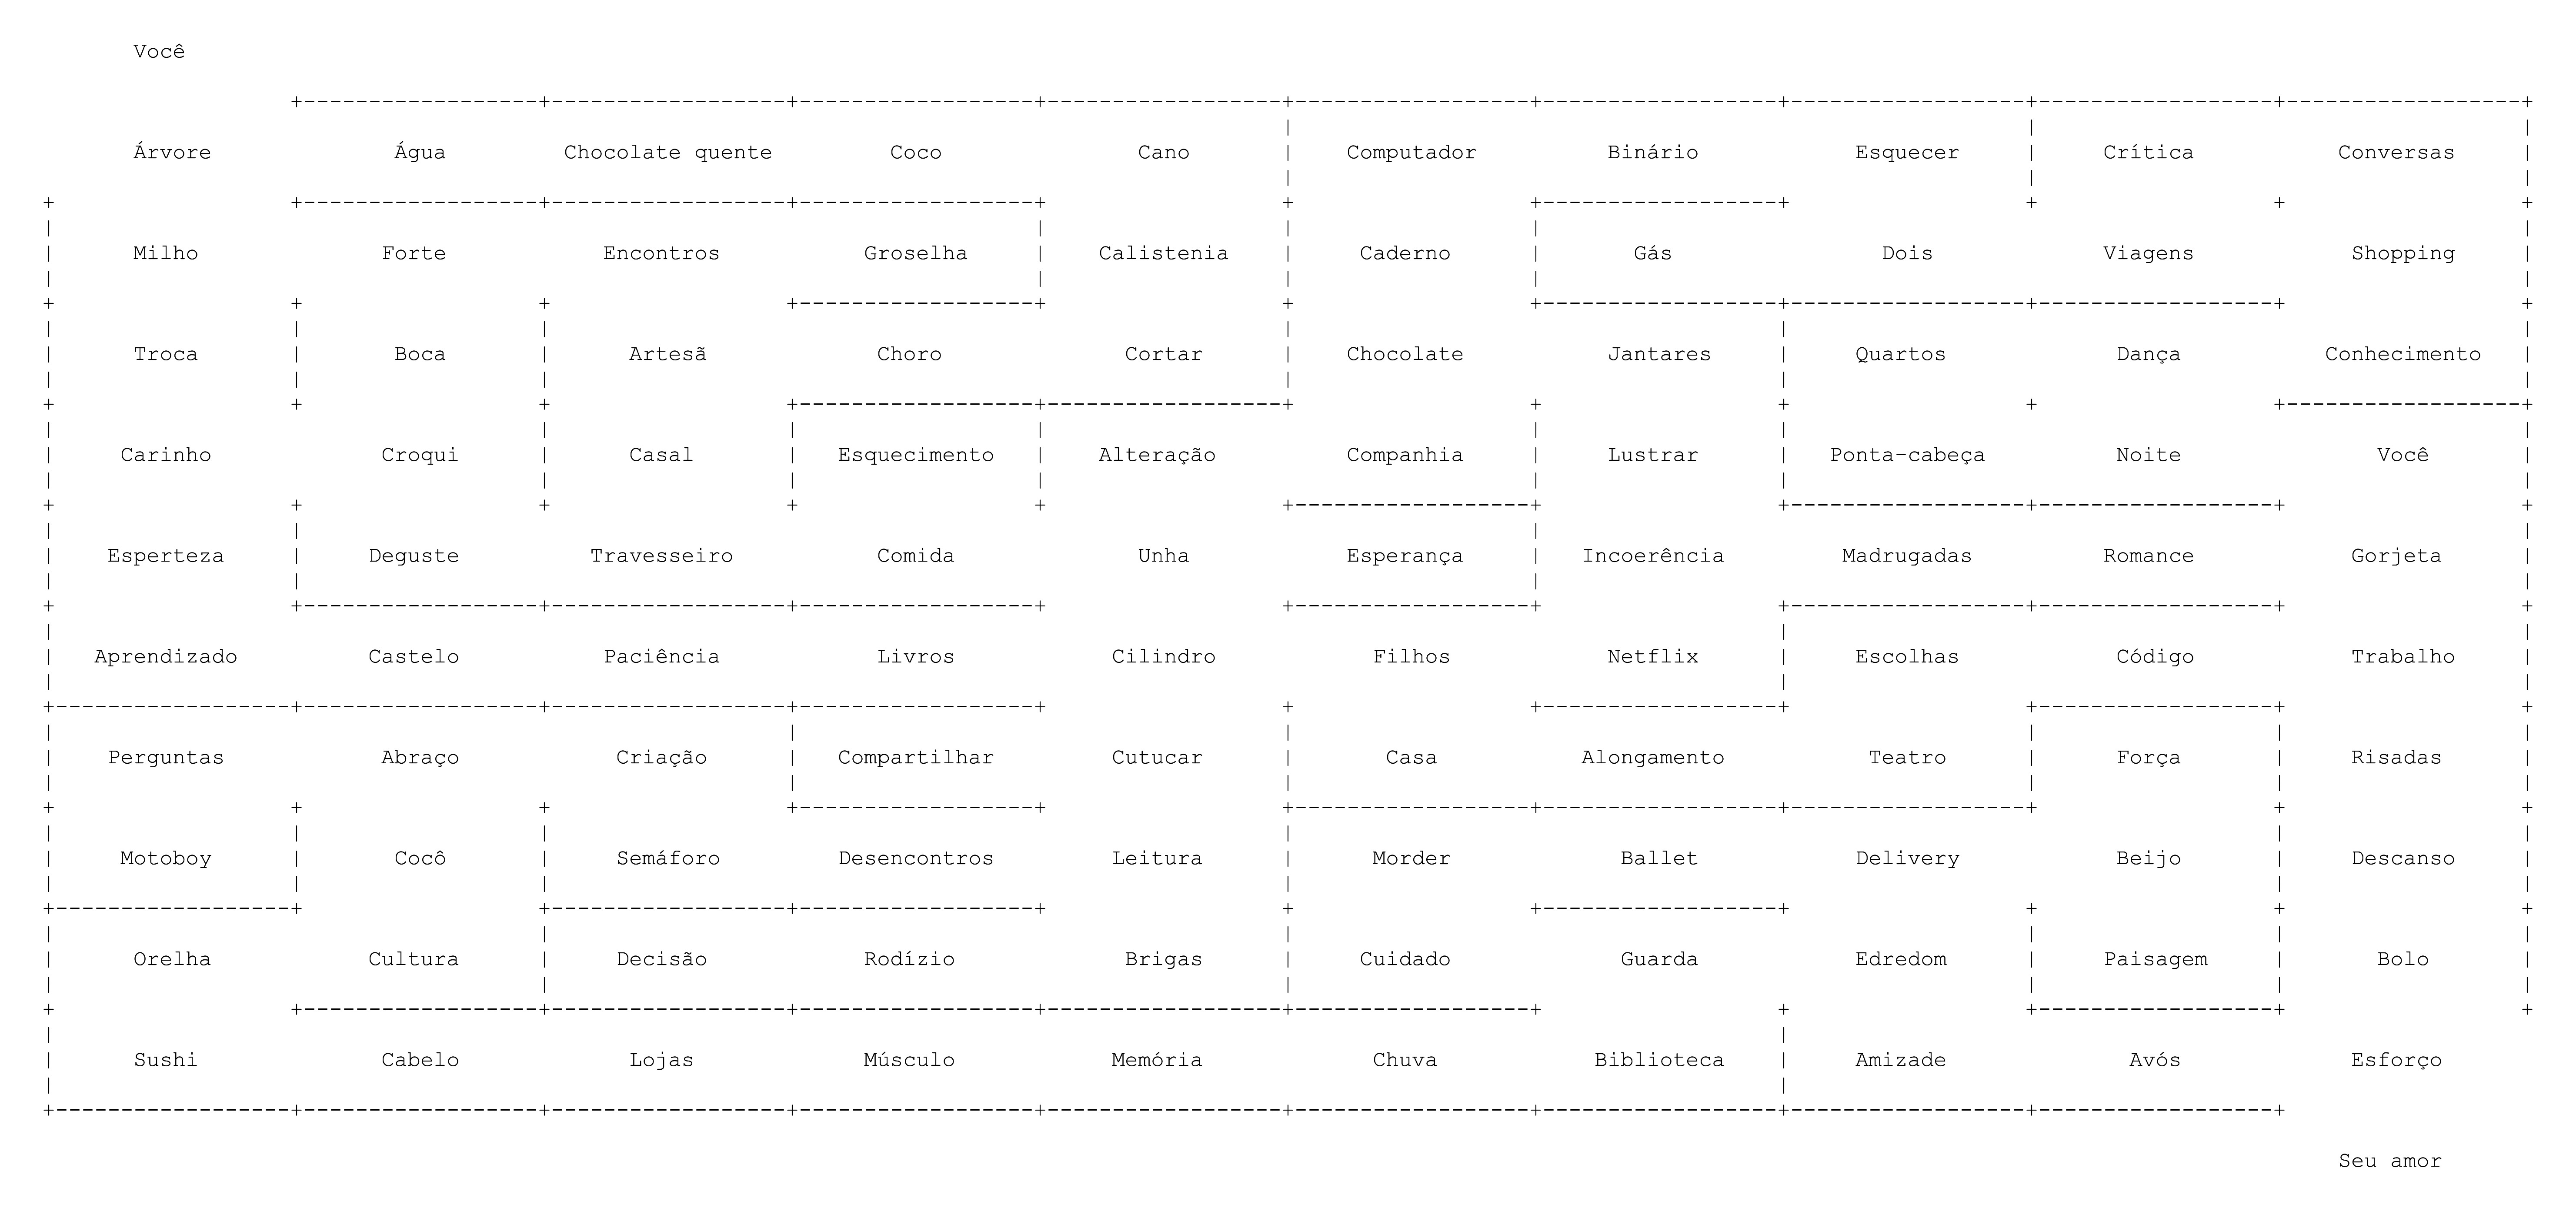 Você
Árvore Água Chocolate quente Coco Cano Computador Binário Esquecer Crítica Conversas
Milho Forte Encontros Groselha Calistenia Caderno Gás Dois Viagens Shopping
Troca Boca Artesã Choro Cortar Chocolate Jantares Quartos Dança Conhecimento
Carinho Croqui Casal Esquecimento Alteração Companhia Lustrar Ponta-cabeça Noite Você
Esperteza Deguste Travesseiro Comida Unha Esperança Incoerência Madrugadas Romance Gorjeta
Aprendizado Castelo Paciência Livros Cilindro Filhos Netflix Escolhas Código Trabalho
Perguntas Abraço Criação Compartilhar Cutucar Casa Alongamento Teatro Força Risadas
Motoboy Cocô Semáforo Desencontros Leitura Morder Ballet Delivery Beijo Descanso
Orelha Cultura Decisão Rodízio Brigas Cuidado Guarda Edredom Paisagem Bolo
Sushi Cabelo Lojas Músculo Memória Chuva Biblioteca Amizade Avós Esforço
Seu amor